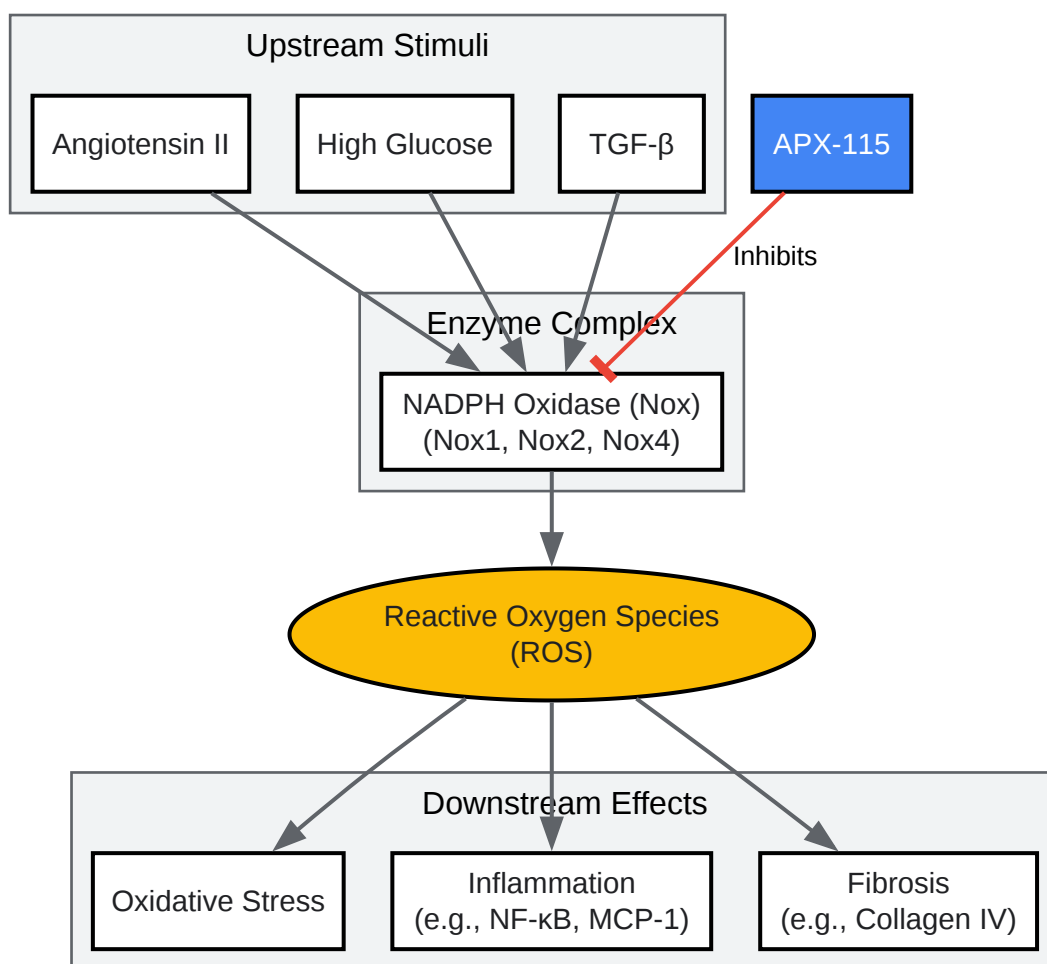 Upstream Stimuli
Angiotensin II
High Glucose
TGF-β
APX-115
Inhibits
Enzyme Complex
NADPH Oxidase (Nox)
(Nox1, Nox2, Nox4)
Reactive Oxygen Species
(ROS)
Downstream Effects
Oxidative Stress
Inflammation
(e.g., NF-κB, MCP-1)
Fibrosis
(e.g., Collagen IV)